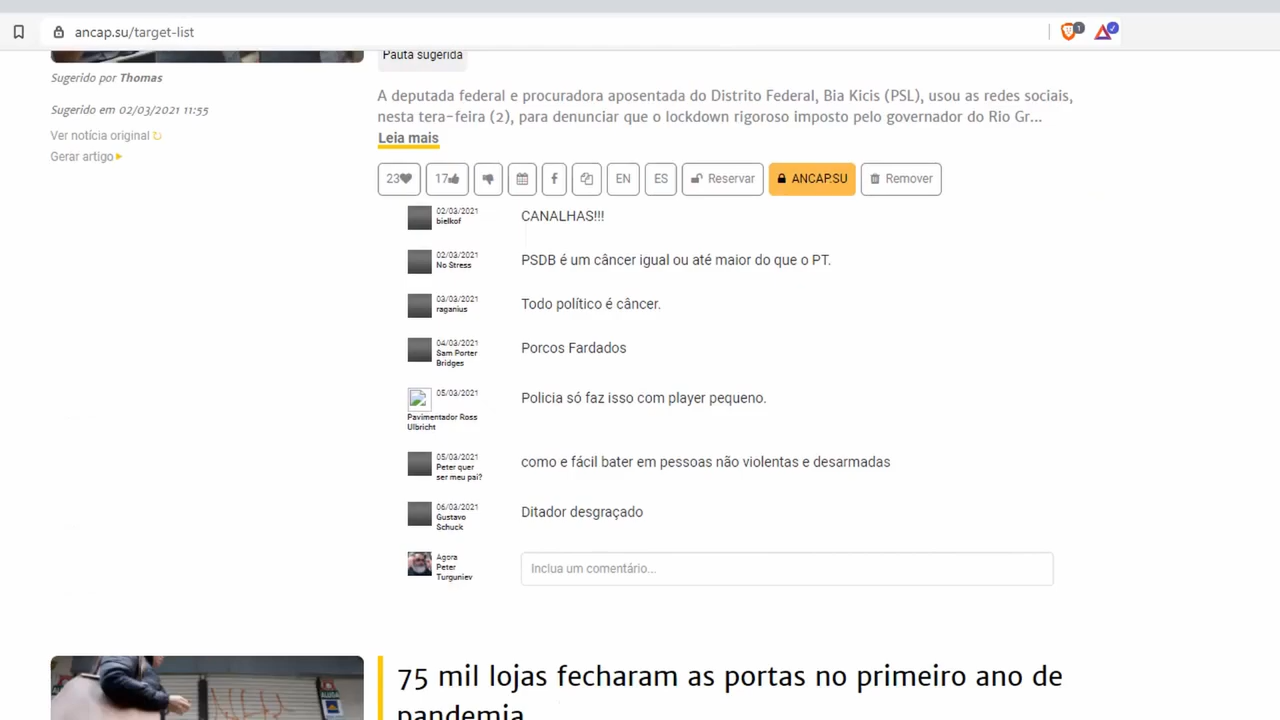 ancap.su/target-list
1
Pauta sugerida
Sugerido por Thomas
Sugerido em 02/03/2021 11:55
Ver notícia original
Gerar artigo
A deputada federal e procuradora aposentada do Distrito Federal, Bia Kicis (PSL), usou as redes sociais,
nesta tera-feira (2), para denunciar que o lockdown rigoroso imposto pelo governador do Rio Gr...
Leia mais
23 17 EN ES Reservar ANCAP.SU Remover
02/03/2021
bielkof
CANALHAS!!!
02/03/2021
No Stress
PSDB é um câncer igual ou até maior do que o PT.
03/03/2021
raganius
Todo político é câncer.
04/03/2021
Sam Porter
Bridges
Porcos Fardados
05/03/2021
Pavimentador Ross
Ulbricht
Policia só faz isso com player pequeno.
05/03/2021
Peter quer
ser meu pai?
como e fácil bater em pessoas não violentas e desarmadas
06/03/2021
Gustavo
Schuck
Ditador desgraçado
Agora
Peter
Turguniev
Inclua um comentário...
75 mil lojas fecharam as portas no primeiro ano de
pandemia